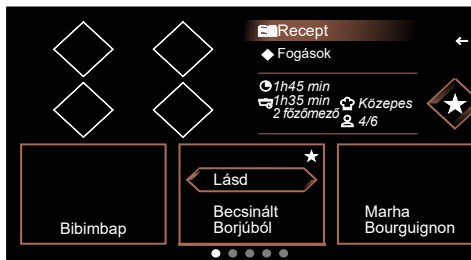 Recept
Fogások
1h45 min
1h35 min
2 főzőmező
Közepes
4/6
Lásd
Bibimbap
Becsinált
Borjúból
Marha
Bourguignon